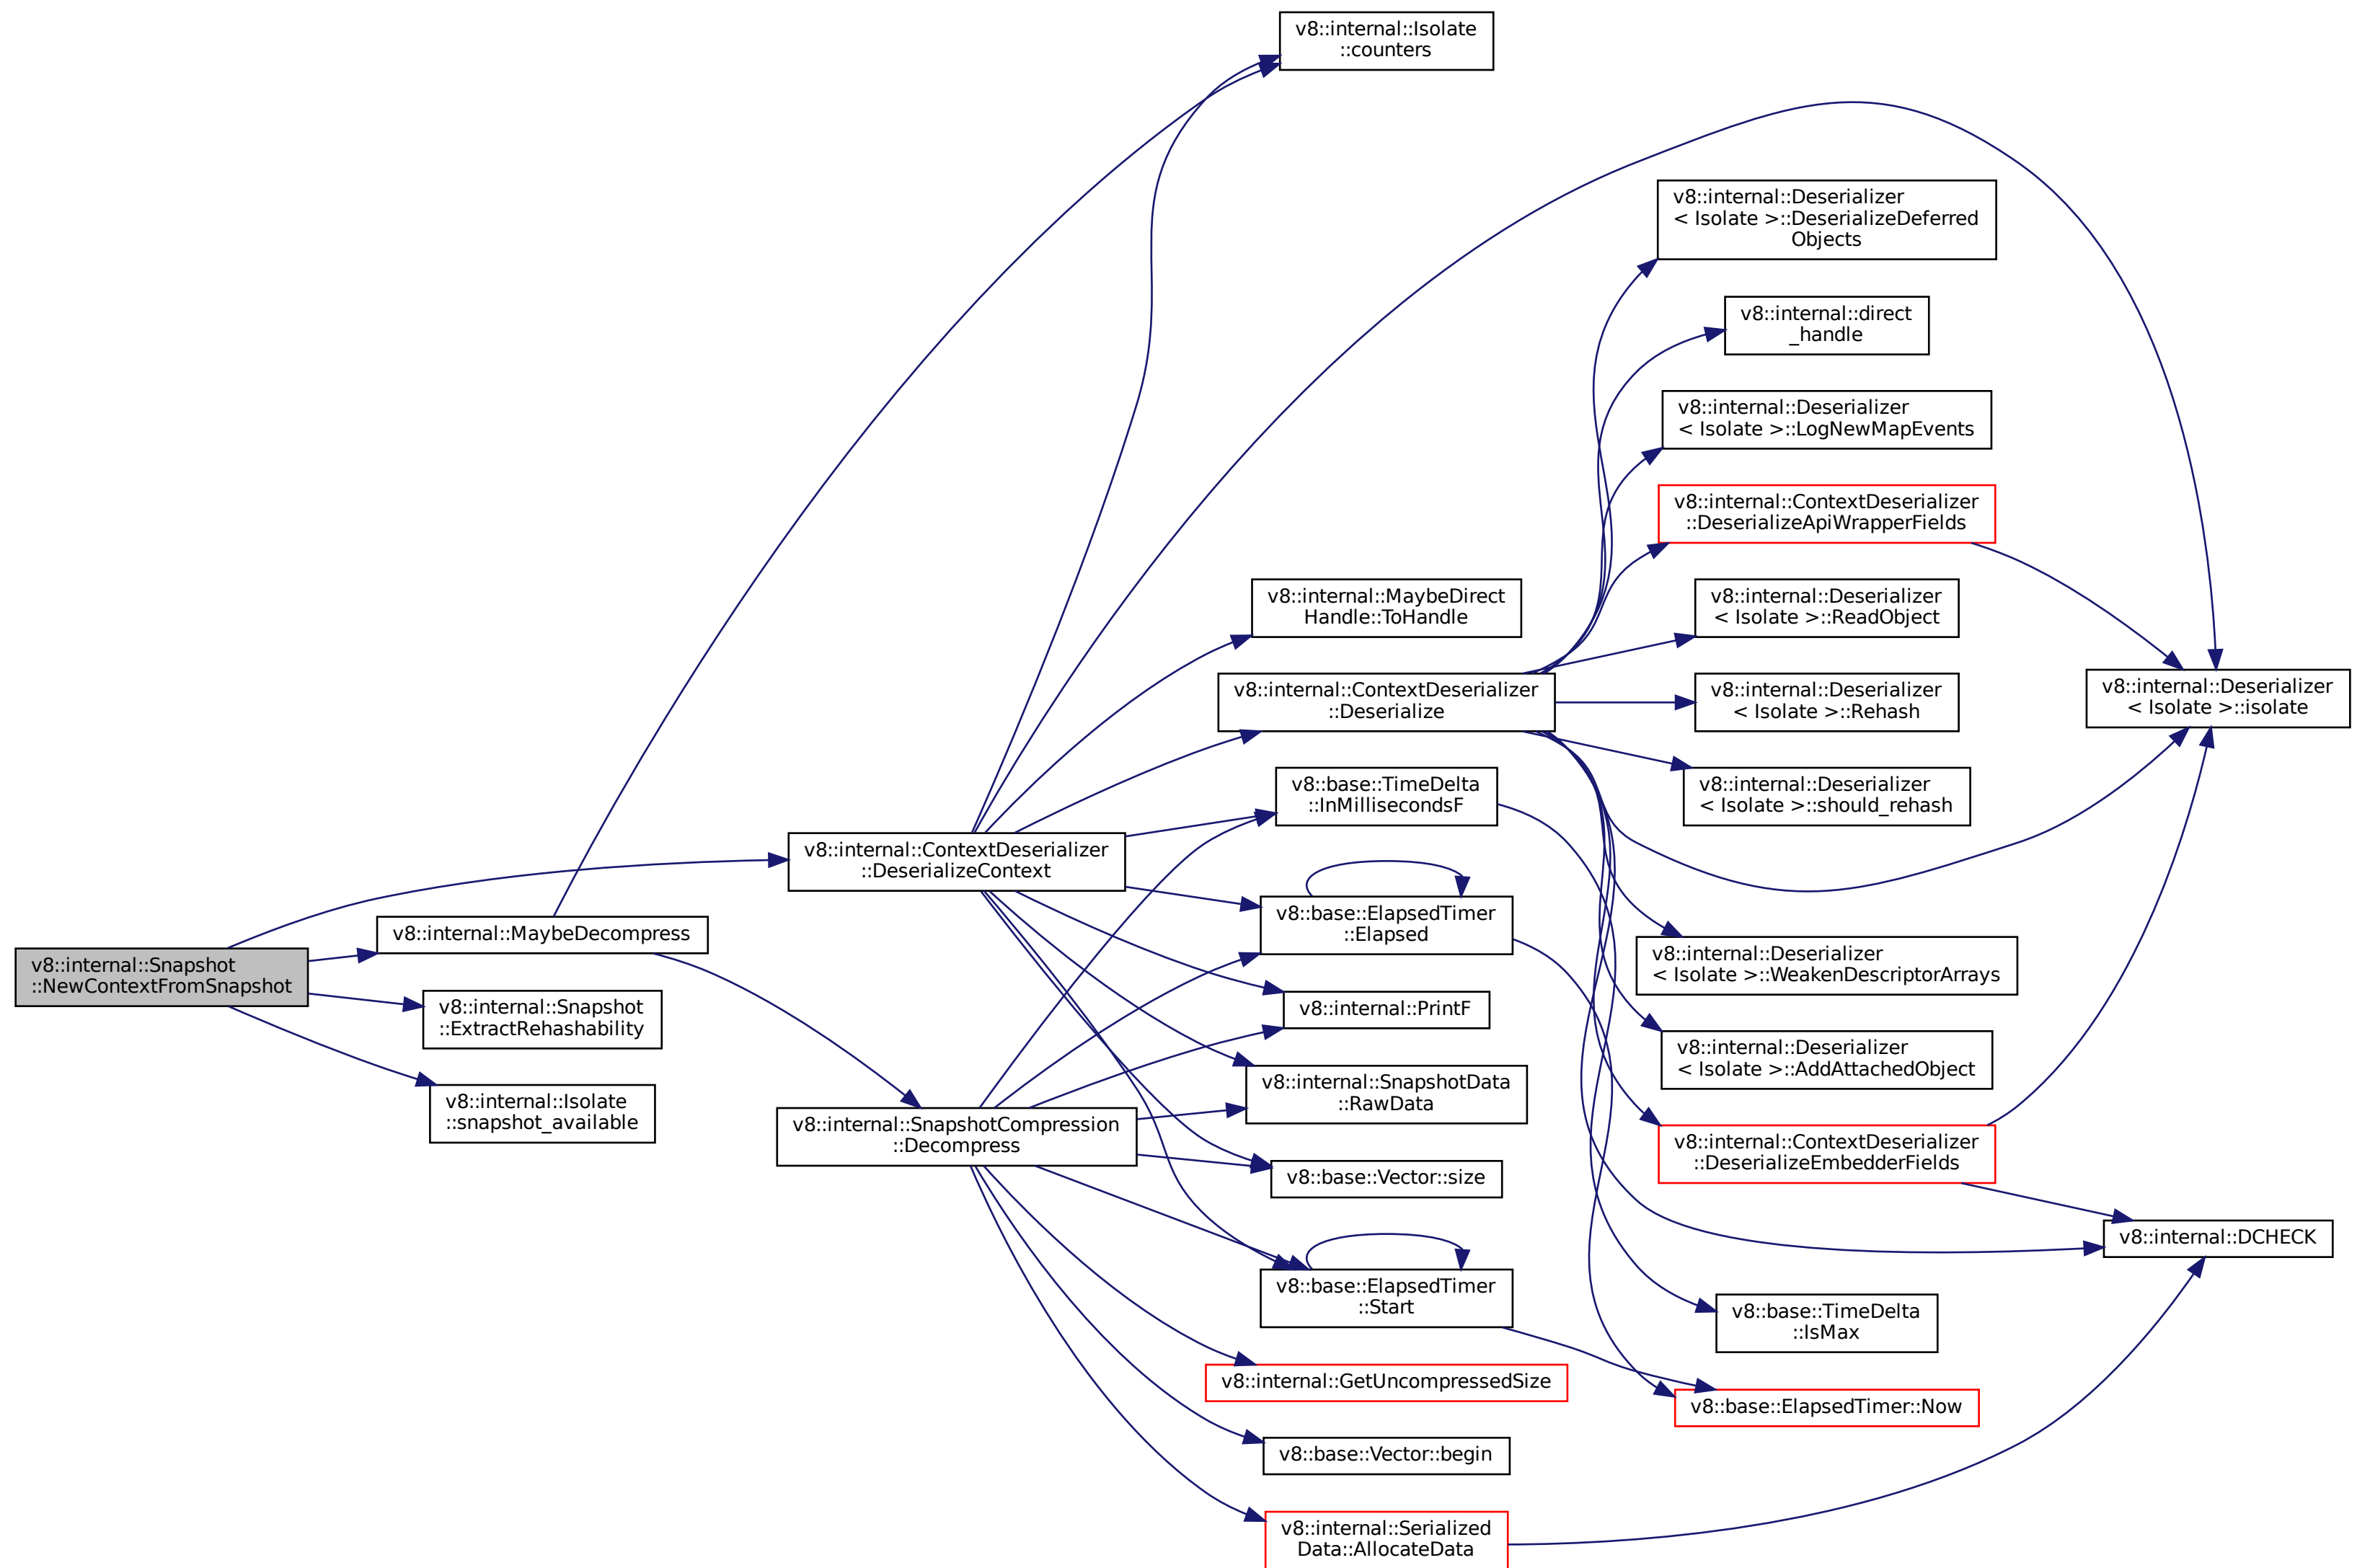 v8::internal::Snapshot
::NewContextFromSnapshot
v8::internal::MaybeDecompress
v8::internal::Snapshot
::ExtractRehashability
v8::internal::Isolate
::snapshot_available
v8::internal::ContextDeserializer
::DeserializeContext
v8::internal::SnapshotCompression
::Decompress
v8::internal::Isolate
::counters
v8::internal::MaybeDirect
Handle::ToHandle
v8::internal::ContextDeserializer
::Deserialize
v8::base::TimeDelta
::InMillisecondsF
v8::base::ElapsedTimer
::Elapsed
v8::internal::PrintF
v8::internal::SnapshotData
::RawData
v8::base::Vector::size
v8::base::ElapsedTimer
::Start
v8::internal::GetUncompressedSize
v8::base::Vector::begin
v8::internal::Serialized
Data::AllocateData
v8::internal::Deserializer
< Isolate >::DeserializeDeferred
Objects
v8::internal::direct
_handle
v8::internal::Deserializer
< Isolate >::LogNewMapEvents
v8::internal::ContextDeserializer
::DeserializeApiWrapperFields
v8::internal::Deserializer
< Isolate >::ReadObject
v8::internal::Deserializer
< Isolate >::Rehash
v8::internal::Deserializer
< Isolate >::should_rehash
v8::internal::Deserializer
< Isolate >::WeakenDescriptorArrays
v8::internal::Deserializer
< Isolate >::AddAttachedObject
v8::internal::ContextDeserializer
::DeserializeEmbedderFields
v8::base::TimeDelta
::IsMax
v8::base::ElapsedTimer::Now
v8::internal::Deserializer
< Isolate >::isolate
v8::internal::DCHECK